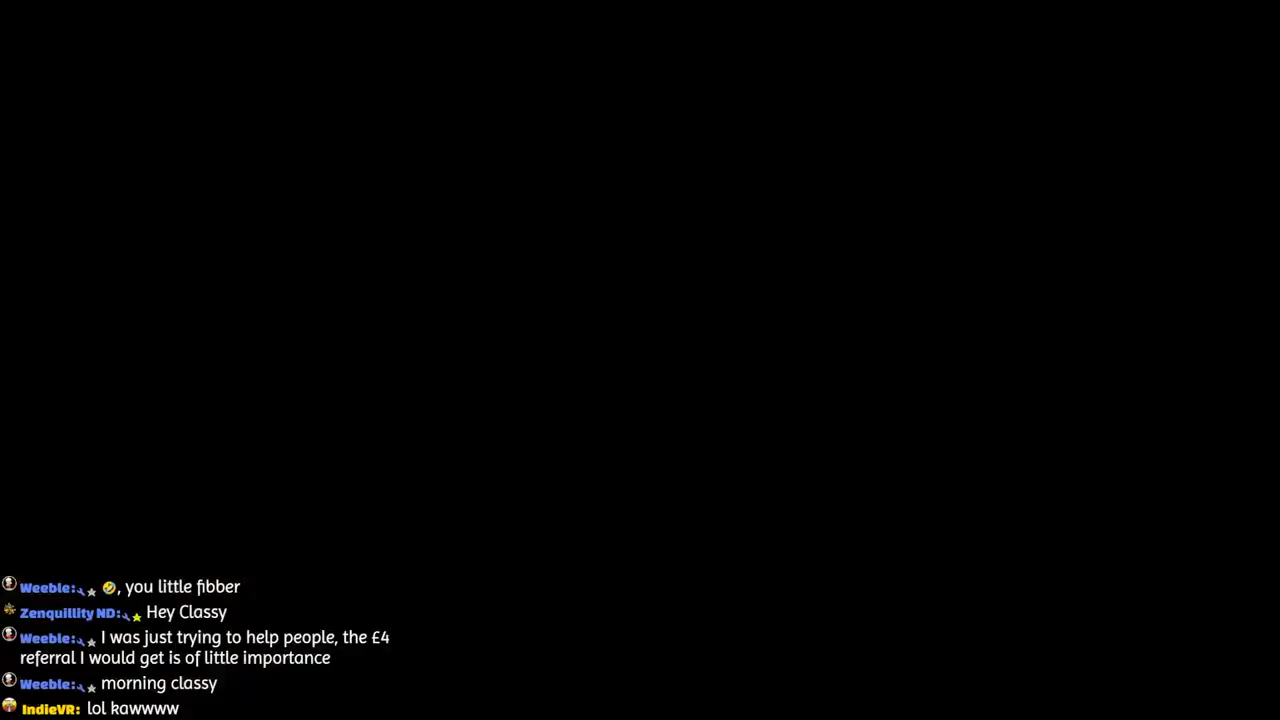 Weeble: 🤣, you little fibber
Zenquillity ND: Hey Classy
Weeble: I was just trying to help people, the £4
referral I would get is of little importance
Weeble: morning classy
IndieVR: lol kawwww